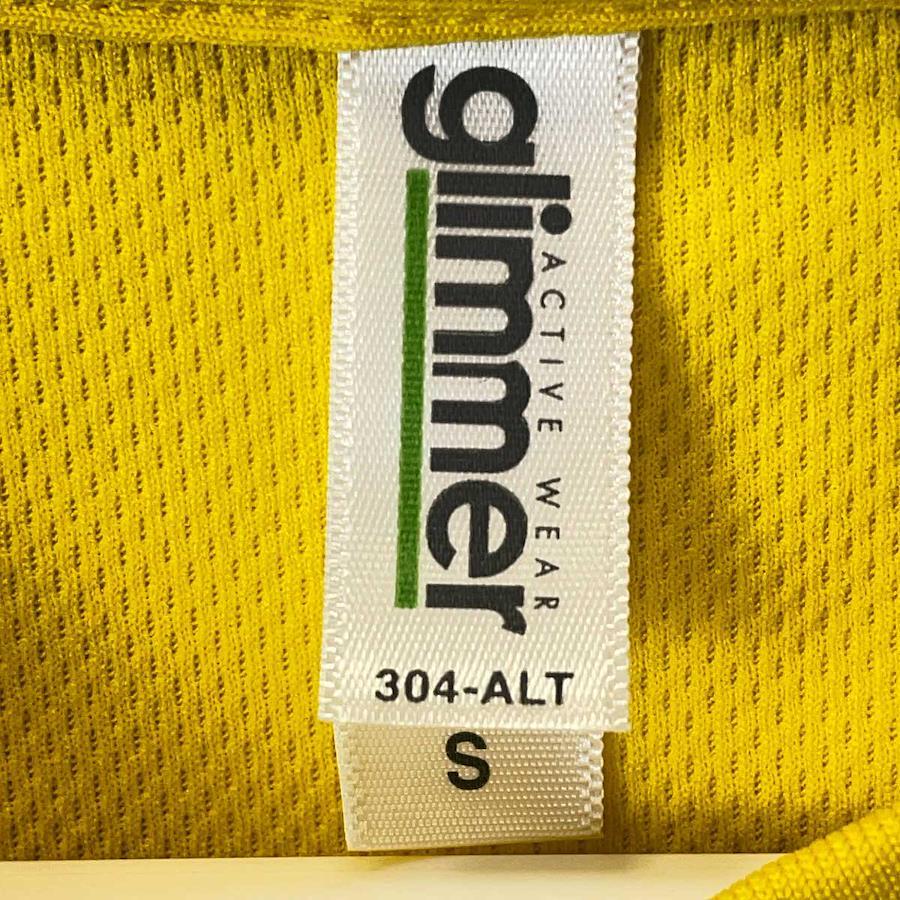 glimmer
ACTIVE WEAR
304-ALT
S